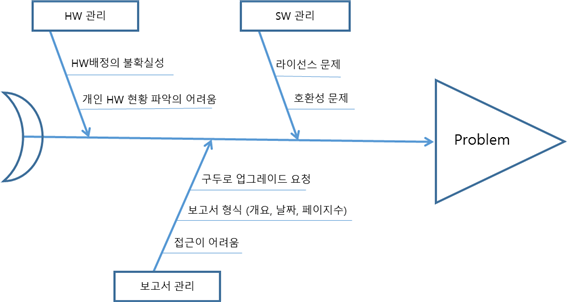 HW 관리
SW 관리
HW배정의 불확실성
라이선스 문제
개인 HW 현황 파악의 어려움
호환성 문제
Problem
구두로 업그레이드 요청
보고서 형식 (개요, 날짜, 페이지수)
접근이 어려움
보고서 관리